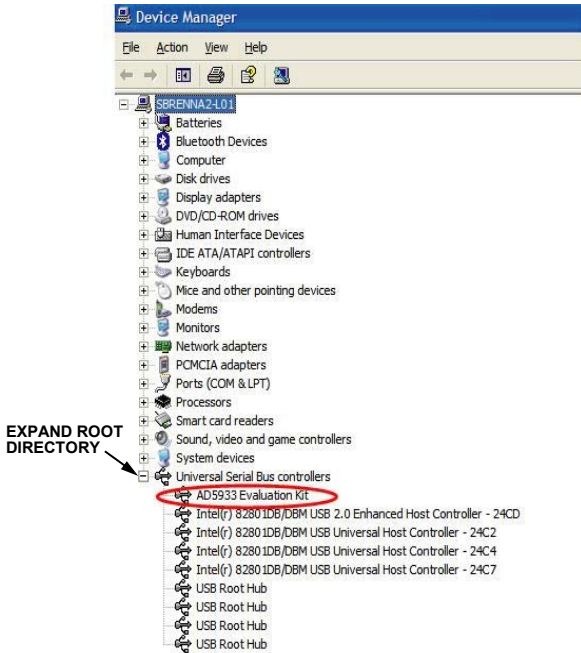 Device Manager
File Action View Help
SBRENNA2-L01
Batteries
Bluetooth Devices
Computer
Disk drives
Display adapters
DVD/CD-ROM drives
Human Interface Devices
IDE ATA/ATAPI controllers
Keyboards
Mice and other pointing devices
Modems
Monitors
Network adapters
PCMCIA adapters
Ports (COM & LPT)
Processors
Smart card readers
Sound, video and game controllers
System devices
EXPAND ROOT
DIRECTORY
Universal Serial Bus controllers
AD5933 Evaluation Kit
Intel(r) 82801DB/DBM USB 2.0 Enhanced Host Controller - 24CD
Intel(r) 82801DB/DBM USB Universal Host Controller - 24C2
Intel(r) 82801DB/DBM USB Universal Host Controller - 24C4
Intel(r) 82801DB/DBM USB Universal Host Controller - 24C7
USB Root Hub
USB Root Hub
USB Root Hub
USB Root Hub